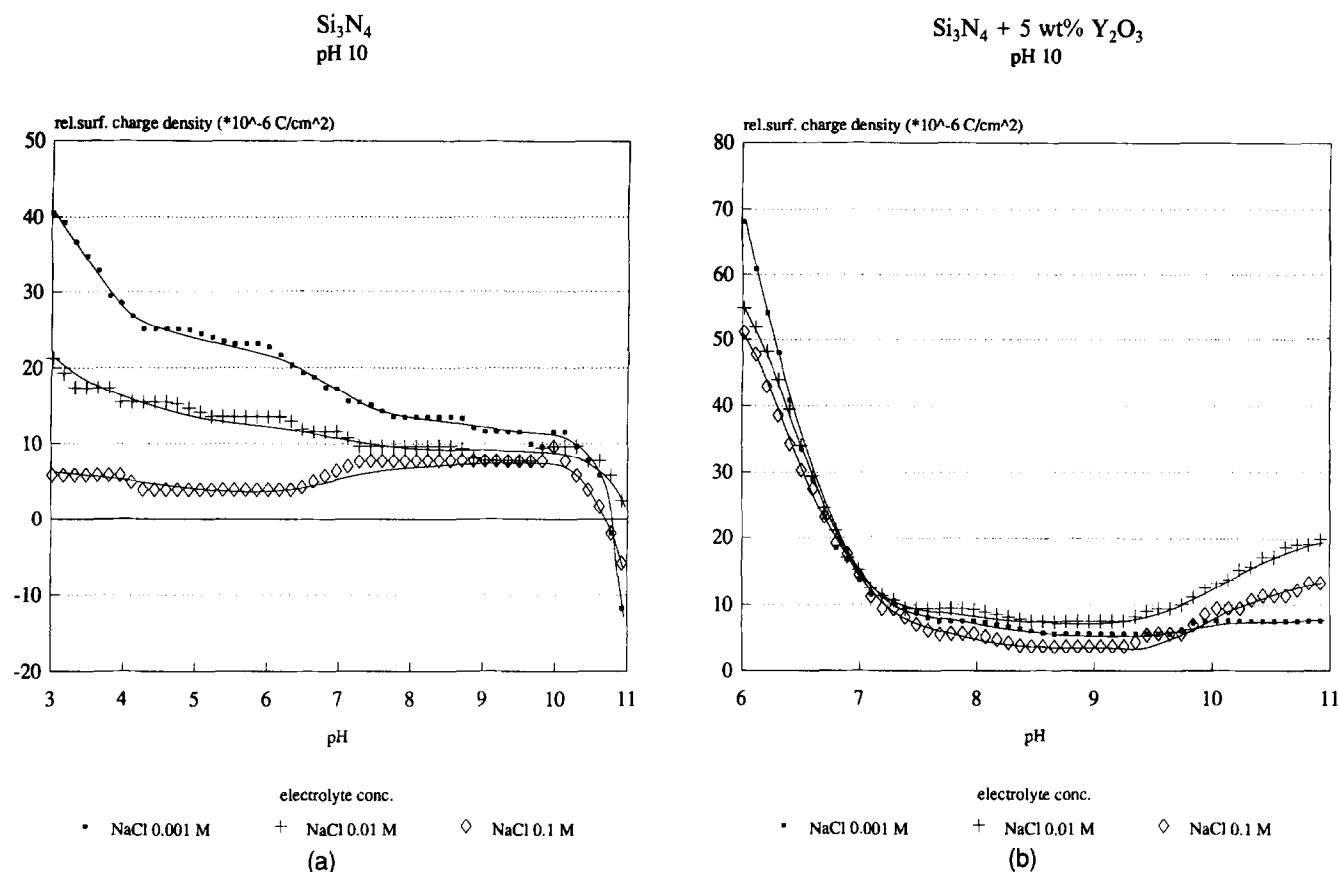 Si₃N₄
pH 10
rel.surf. charge density (*10^-6 C/cm^2)
50
40
30
20
10
0
-10
-20
3 4 5 6 7 8 9 10 11
pH
electrolyte conc.
NaCl 0.001 M NaCl 0.01 M NaCl 0.1 M
(a)
Si₃N₄ + 5 wt% Y₂O₃
pH 10
rel.surf. charge density (*10^-6 C/cm^2)
80
70
60
50
40
30
20
10
0
6 7 8 9 10 11
pH
electrolyte conc.
NaCl 0.001 M NaCl 0.01 M NaCl 0.1 M
(b)